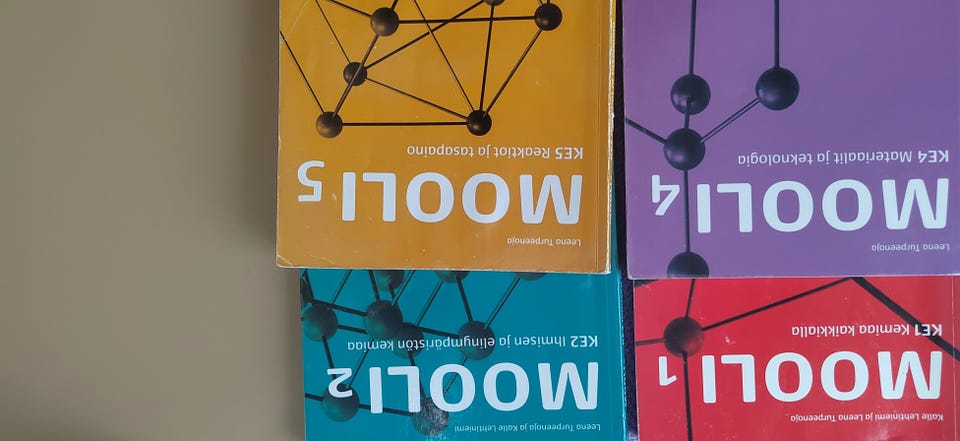 Leena Turpeenoja
MOOLI 5
KE5 Reaktiot ja tasapaino
Leena Turpeenoja
MOOLI 4
KE4 Materiaalit ja teknologia
Leena Turpeenoja ja Kalle Lehtiniemi
MOOLI 2
KE2 Ihmisen ja elinympäristön kemiaa
Kalle Lehtiniemi ja Leena Turpeenoja
MOOLI 1
KE1 Kemiaa kaikkialla